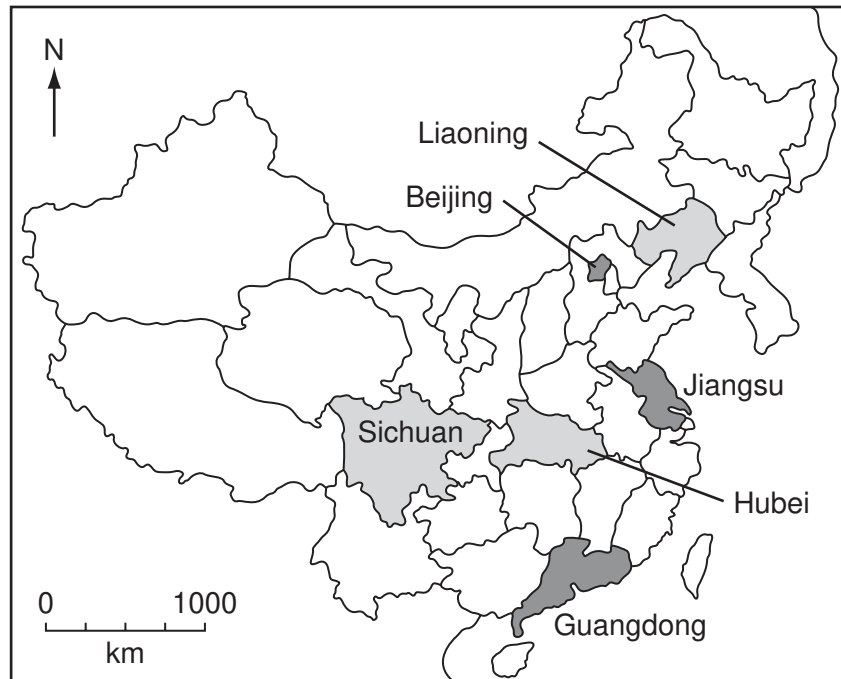 N
Liaoning
Beijing
Jiangsu
Sichuan
Hubei
0 1000
km
Guangdong